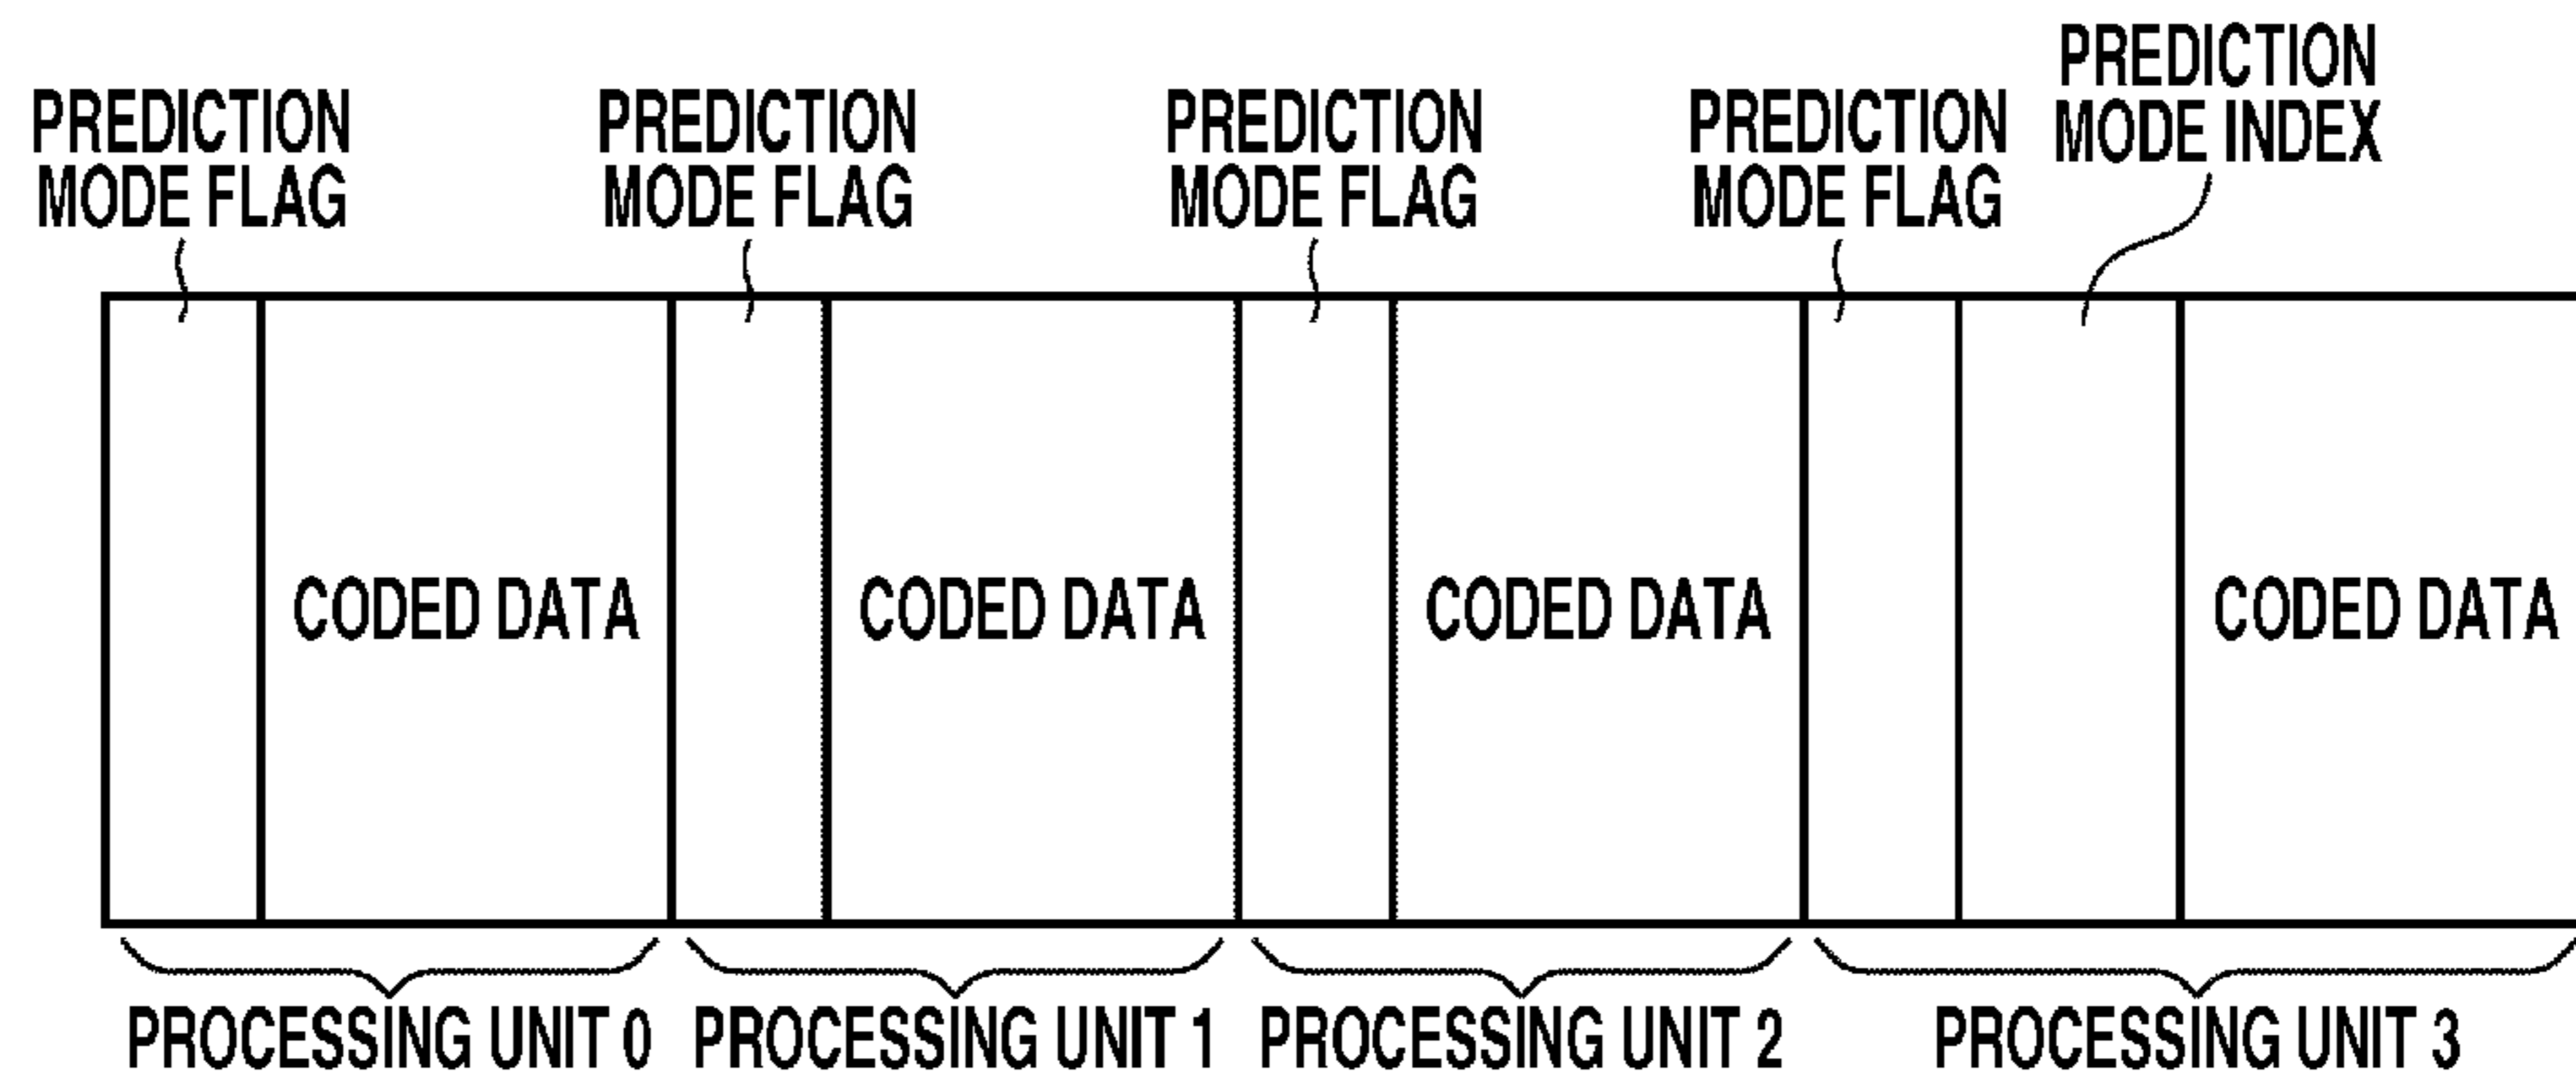 PREDICTION
MODE FLAG
PREDICTION
MODE FLAG
PREDICTION
MODE FLAG
PREDICTION
MODE FLAG
PREDICTION
MODE INDEX
CODED DATA
CODED DATA
CODED DATA
CODED DATA
PROCESSING UNIT 0
PROCESSING UNIT 1
PROCESSING UNIT 2
PROCESSING UNIT 3